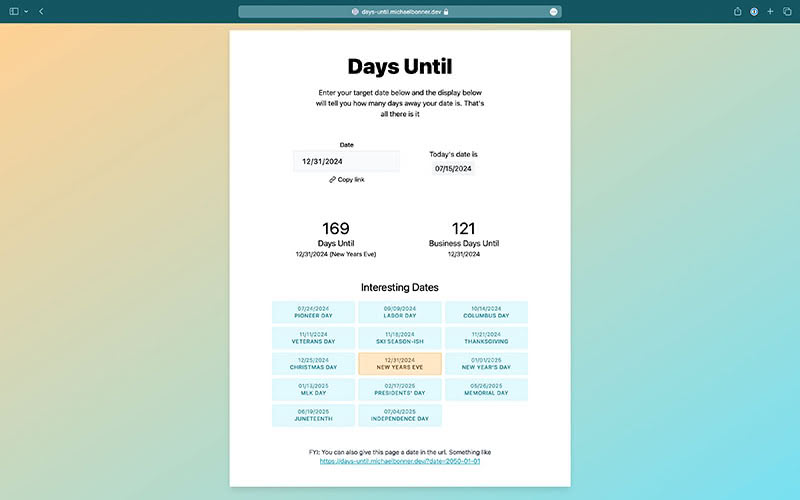 days-until.michaelbonner.dev
Days Until
Enter your target date below and the display below
will tell you how many days away your date is. That's
all there is it
Date
12/31/2024
Copy link
Today's date is
07/15/2024
169
Days Until
12/31/2024 (New Years Eve)
121
Business Days Until
12/31/2024
Interesting Dates
07/24/2024
PIONEER DAY
09/09/2024
LABOR DAY
10/14/2024
COLUMBUS DAY
11/11/2024
VETERANS DAY
11/18/2024
SKI SEASON-ISH
11/21/2024
THANKSGIVING
12/25/2024
CHRISTMAS DAY
12/31/2024
NEW YEARS EVE
01/01/2025
NEW YEAR'S DAY
01/13/2025
MLK DAY
02/17/2025
PRESIDENTS' DAY
05/26/2025
MEMORIAL DAY
06/19/2025
JUNETEENTH
07/04/2025
INDEPENDENCE DAY
FYI: You can also give this page a date in the url. Something like
https://days-until.michaelbonner.dev/?date=2050-01-01